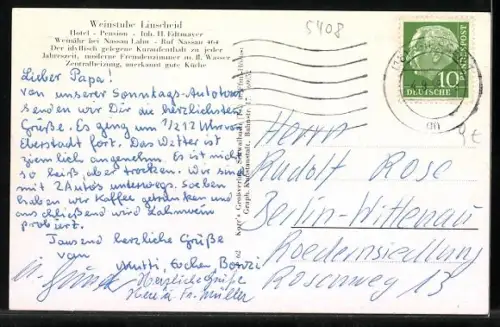 Weinstube Linscheid
Hotel - Pension - Joh. H. Edtmayer
Weinähr bei Nassau/Lahn - Ruf Nassau 464
Der idyllisch gelegene Kuraufenthalt zu jeder
Jahreszeit, moderne Fremdenzimmer m. fl. Wasser
Zentralheizung, anerkannt gute Küche
5408
10
DEUTSCHE
Lieber Papa!
Von unserer Sonntags-Autotour
senden wir Dir die herzlichsten
Grüße. Es ging um 1/2 12 Uhr von
Eberstadt fort. Das Wetter ist
ziemlich angenehm. Es ist nicht
so heiß, aber trocken. Wir sind
mit 2 Autos unterwegs. Soeben
haben wir Kaffee getrunken und
anschließend wird Lahnwein
probiert.
Tausend herzliche Grüße
von
Mutti,
Herzliche Grüße
Müller
Herrn
Rudolf Rose
Berlin-Wittenau
Roedernsiedlung
Rosenweg 13